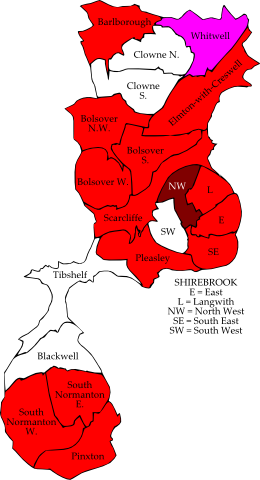 Barlborough
Whitwell
Clowne N.
Clowne
S.
Elmton-with-Creswell
Bolsover
N.W.
Bolsover
S.
Bolsover W.
NW
L
E
Scarcliffe
SW
SE
Pleasley
Tibshelf
SHIREBROOK
E = East
L = Langwith
NW = North West
SE = South East
SW = South West
Blackwell
South
Normanton
E.
South
Normanton
W.
Pinxton